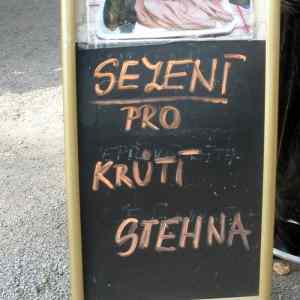 SEZENÍ
PRO
KRŮTÍ
STEHNA